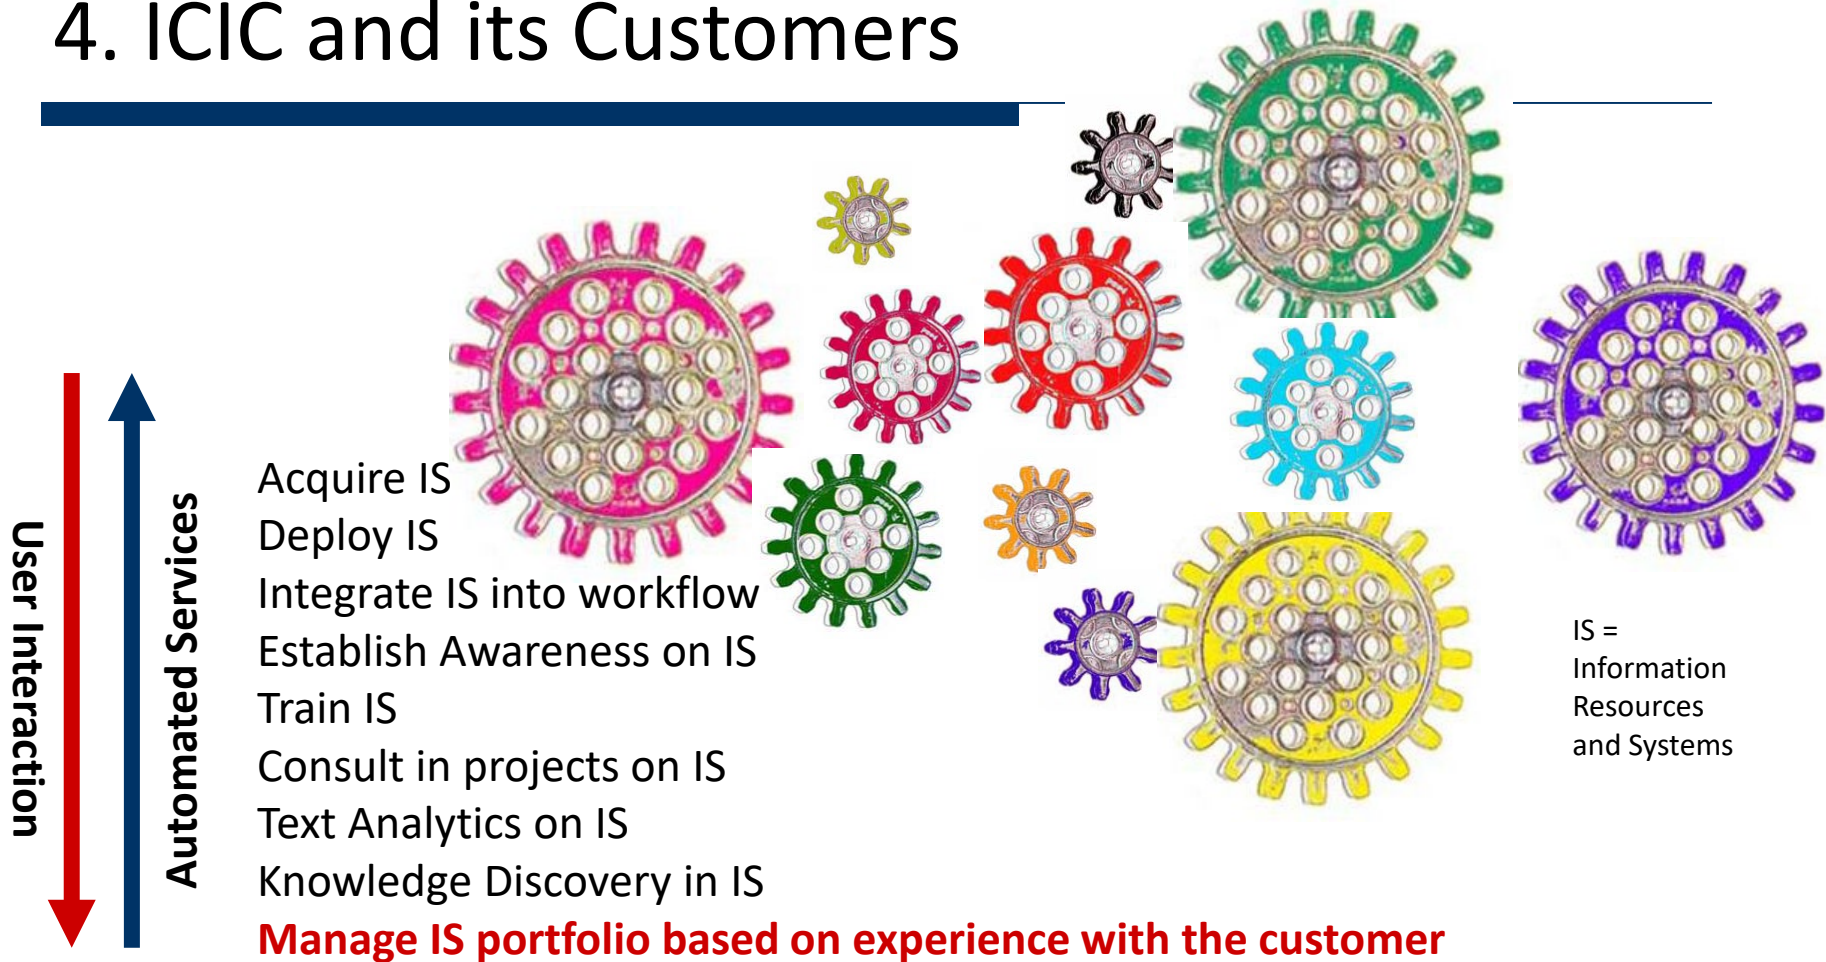 4. ICIC and its Customers
User Interaction
Automated Services
Acquire IS
Deploy IS
Integrate IS into workflow
Establish Awareness on IS
Train IS
Consult in projects on IS
Text Analytics on IS
Knowledge Discovery in IS
Manage IS portfolio based on experience with the customer
IS =
Information
Resources
and Systems